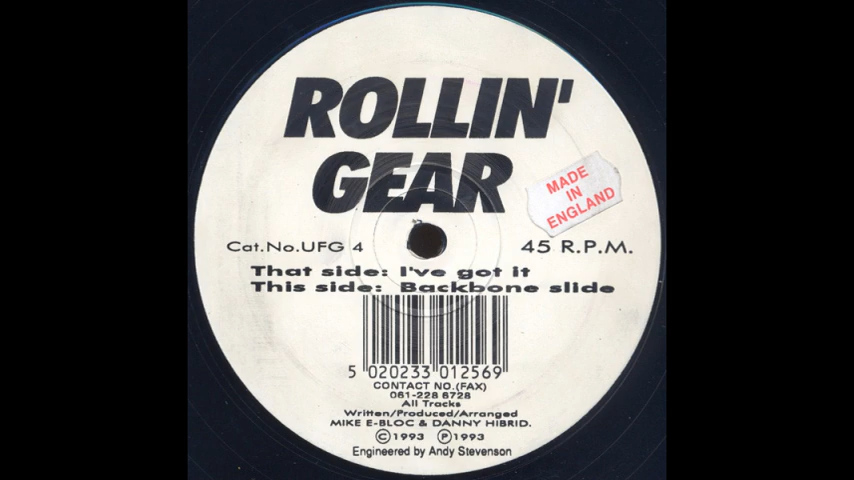 ROLLIN'
GEAR
MADE
IN
ENGLAND
Cat.No.UFG 4
45 R.P.M.
That side: I've got it
This side: Backbone slide
5 020233 012569
CONTACT NO.(FAX)
061-228 6728
All Tracks
Written/Produced/Arranged
MIKE E-BLOC & DANNY HIBRID.
©1993 ℗1993
Engineered by Andy Stevenson